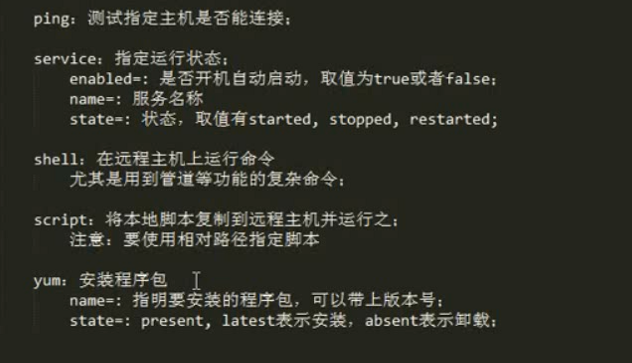 ping：测试指定主机是否能连接；
service：指定运行状态；
enabled=：是否开机自动启动，取值为true或者false；
name=：服务名称
state=：状态，取值有started, stopped, restarted;
shell：在远程主机上运行命令
尤其是用到管道等功能的复杂命令；
script：将本地脚本复制到远程主机并运行之；
注意：要使用相对路径指定脚本
yum：安装程序包
name=：指明要安装的程序包，可以带上版本号；
state=：present, latest表示安装，absent表示卸载；